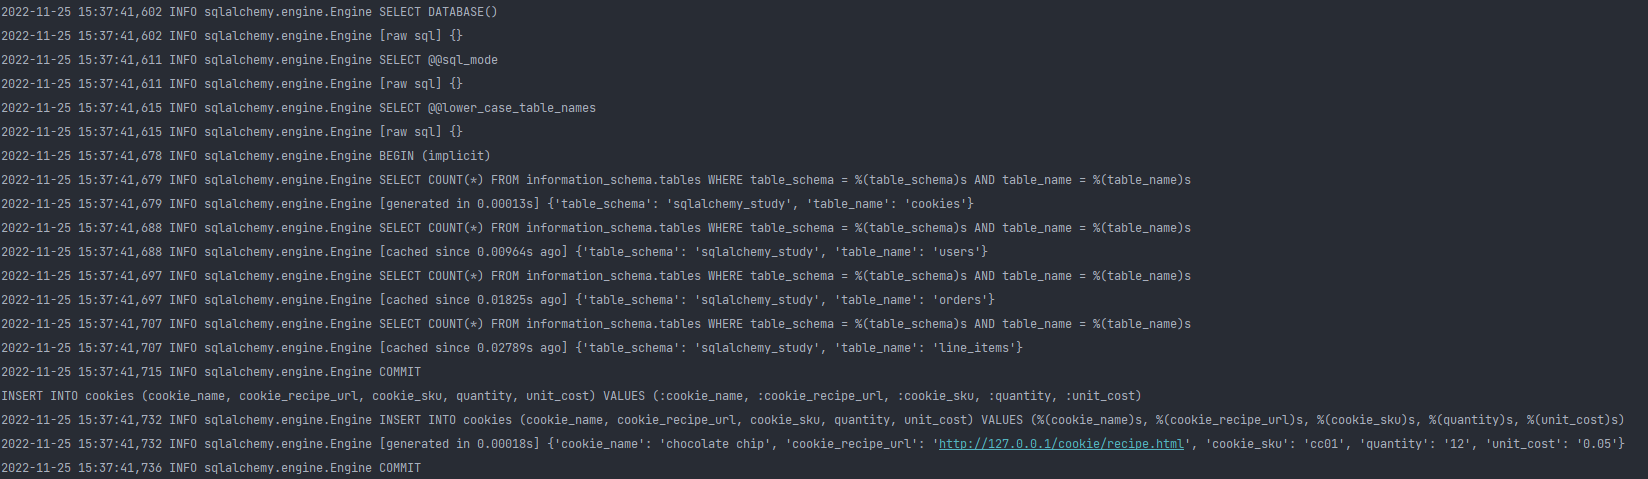 2022-11-25 15:37:41,602 INFO sqlalchemy.engine.Engine SELECT DATABASE()
2022-11-25 15:37:41,602 INFO sqlalchemy.engine.Engine [raw sql] {}
2022-11-25 15:37:41,611 INFO sqlalchemy.engine.Engine SELECT @@sql_mode
2022-11-25 15:37:41,611 INFO sqlalchemy.engine.Engine [raw sql] {}
2022-11-25 15:37:41,615 INFO sqlalchemy.engine.Engine SELECT @@lower_case_table_names
2022-11-25 15:37:41,615 INFO sqlalchemy.engine.Engine [raw sql] {}
2022-11-25 15:37:41,678 INFO sqlalchemy.engine.Engine BEGIN (implicit)
2022-11-25 15:37:41,679 INFO sqlalchemy.engine.Engine SELECT COUNT(*) FROM information_schema.tables WHERE table_schema = %(table_schema)s AND table_name = %(table_name)s
2022-11-25 15:37:41,679 INFO sqlalchemy.engine.Engine [generated in 0.00013s] {'table_schema': 'sqlalchemy_study', 'table_name': 'cookies'}
2022-11-25 15:37:41,688 INFO sqlalchemy.engine.Engine SELECT COUNT(*) FROM information_schema.tables WHERE table_schema = %(table_schema)s AND table_name = %(table_name)s
2022-11-25 15:37:41,688 INFO sqlalchemy.engine.Engine [cached since 0.00964s ago] {'table_schema': 'sqlalchemy_study', 'table_name': 'users'}
2022-11-25 15:37:41,697 INFO sqlalchemy.engine.Engine SELECT COUNT(*) FROM information_schema.tables WHERE table_schema = %(table_schema)s AND table_name = %(table_name)s
2022-11-25 15:37:41,697 INFO sqlalchemy.engine.Engine [cached since 0.01825s ago] {'table_schema': 'sqlalchemy_study', 'table_name': 'orders'}
2022-11-25 15:37:41,707 INFO sqlalchemy.engine.Engine SELECT COUNT(*) FROM information_schema.tables WHERE table_schema = %(table_schema)s AND table_name = %(table_name)s
2022-11-25 15:37:41,707 INFO sqlalchemy.engine.Engine [cached since 0.02789s ago] {'table_schema': 'sqlalchemy_study', 'table_name': 'line_items'}
2022-11-25 15:37:41,715 INFO sqlalchemy.engine.Engine COMMIT
INSERT INTO cookies (cookie_name, cookie_recipe_url, cookie_sku, quantity, unit_cost) VALUES (:cookie_name, :cookie_recipe_url, :cookie_sku, :quantity, :unit_cost)
2022-11-25 15:37:41,732 INFO sqlalchemy.engine.Engine INSERT INTO cookies (cookie_name, cookie_recipe_url, cookie_sku, quantity, unit_cost) VALUES (%(cookie_name)s, %(cookie_recipe_url)s, %(cookie_sku)s, %(quantity)s, %(unit_cost)s)
2022-11-25 15:37:41,732 INFO sqlalchemy.engine.Engine [generated in 0.00018s] {'cookie_name': 'chocolate chip', 'cookie_recipe_url': 'http://127.0.0.1/cookie/recipe.html', 'cookie_sku': 'cc01', 'quantity': '12', 'unit_cost': '0.05'}
2022-11-25 15:37:41,736 INFO sqlalchemy.engine.Engine COMMIT